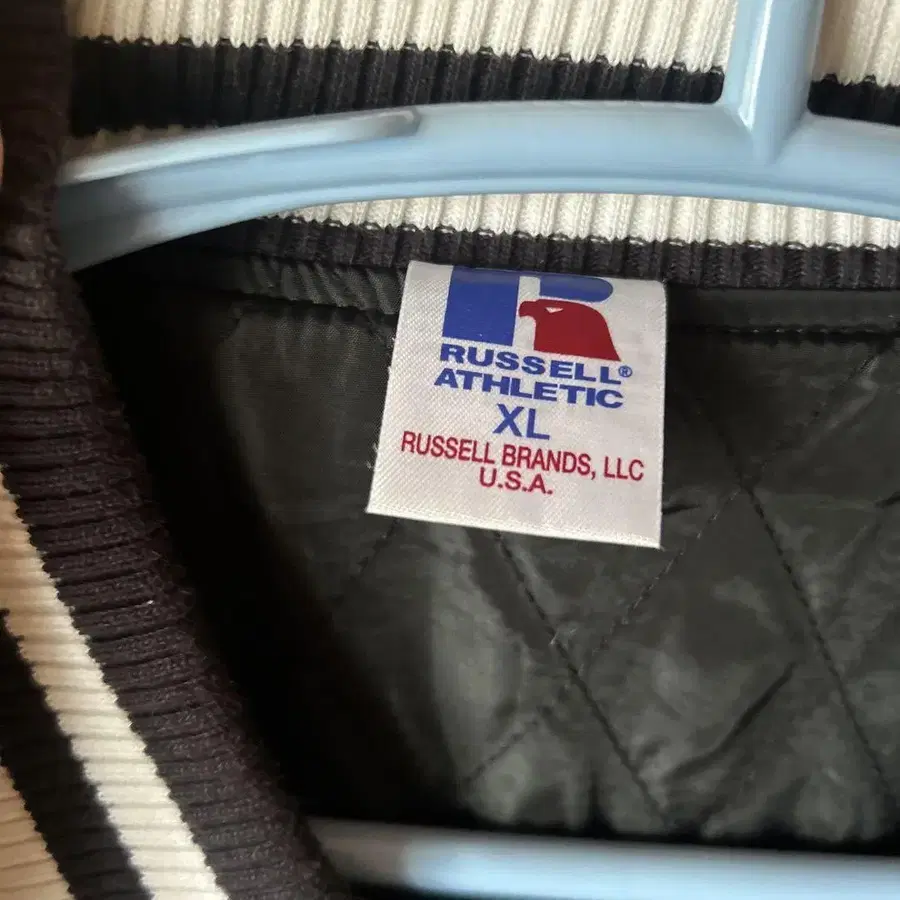 RUSSELL®
ATHLETIC
XL
RUSSELL BRANDS, LLC
U.S.A.